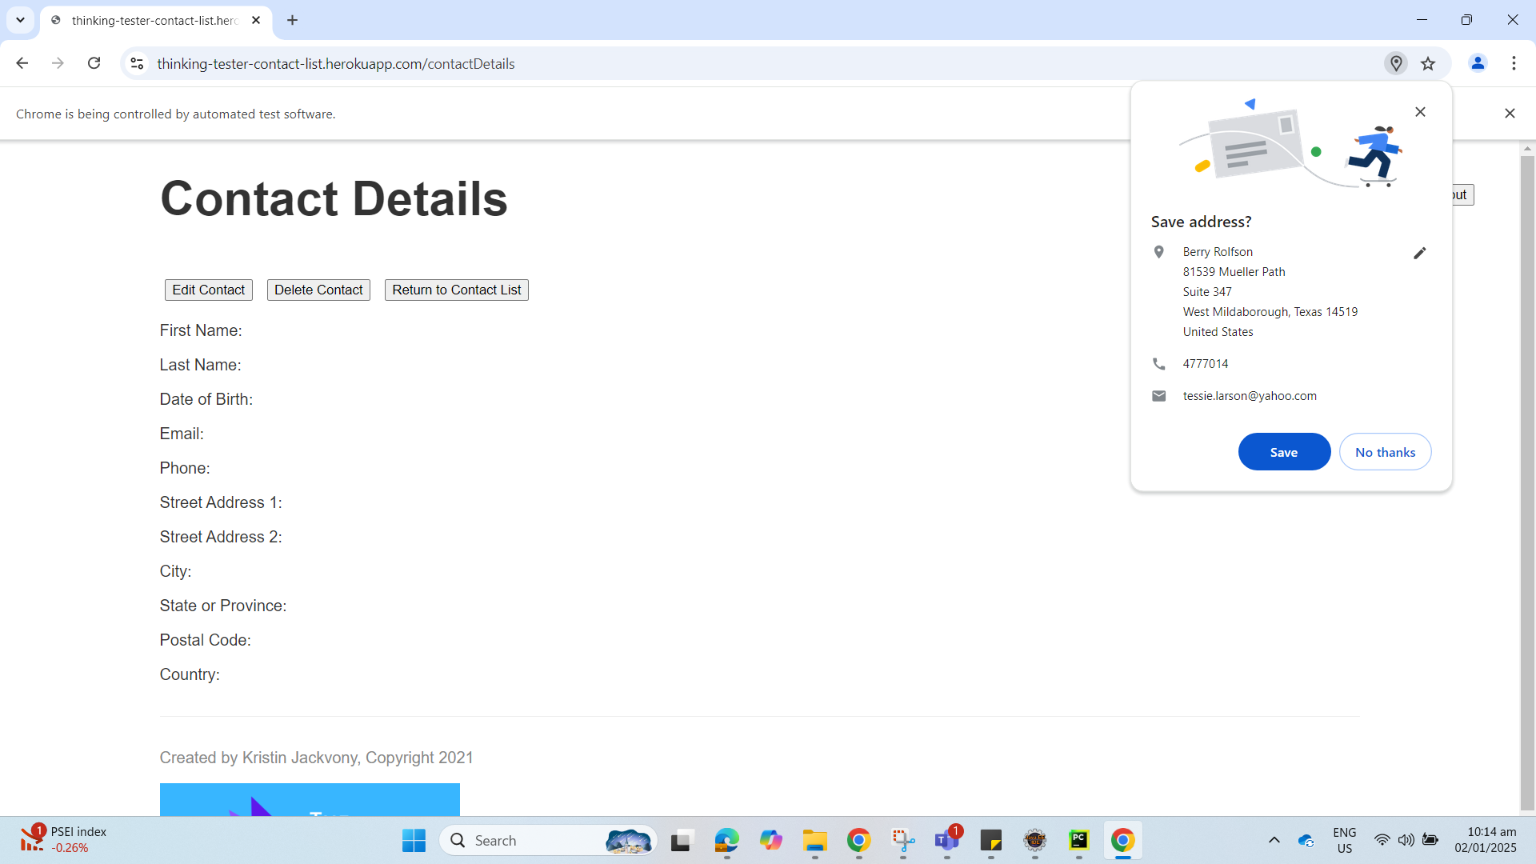 thinking-tester-contact-list.hero
thinking-tester-contact-list.herokuapp.com/contactDetails
Chrome is being controlled by automated test software.
Contact Details
Edit Contact
Delete Contact
Return to Contact List
First Name:
Last Name:
Date of Birth:
Email:
Phone:
Street Address 1:
Street Address 2:
City:
State or Province:
Postal Code:
Country:
Created by Kristin Jackvony, Copyright 2021
out
Save address?
Berry Rolfson
81539 Mueller Path
Suite 347
West Mildaborough, Texas 14519
United States
4777014
tessie.larson@yahoo.com
Save
No thanks
1
PSEI index
-0.26%
Search
1
PC
ENG
US
10:14 am
02/01/2025